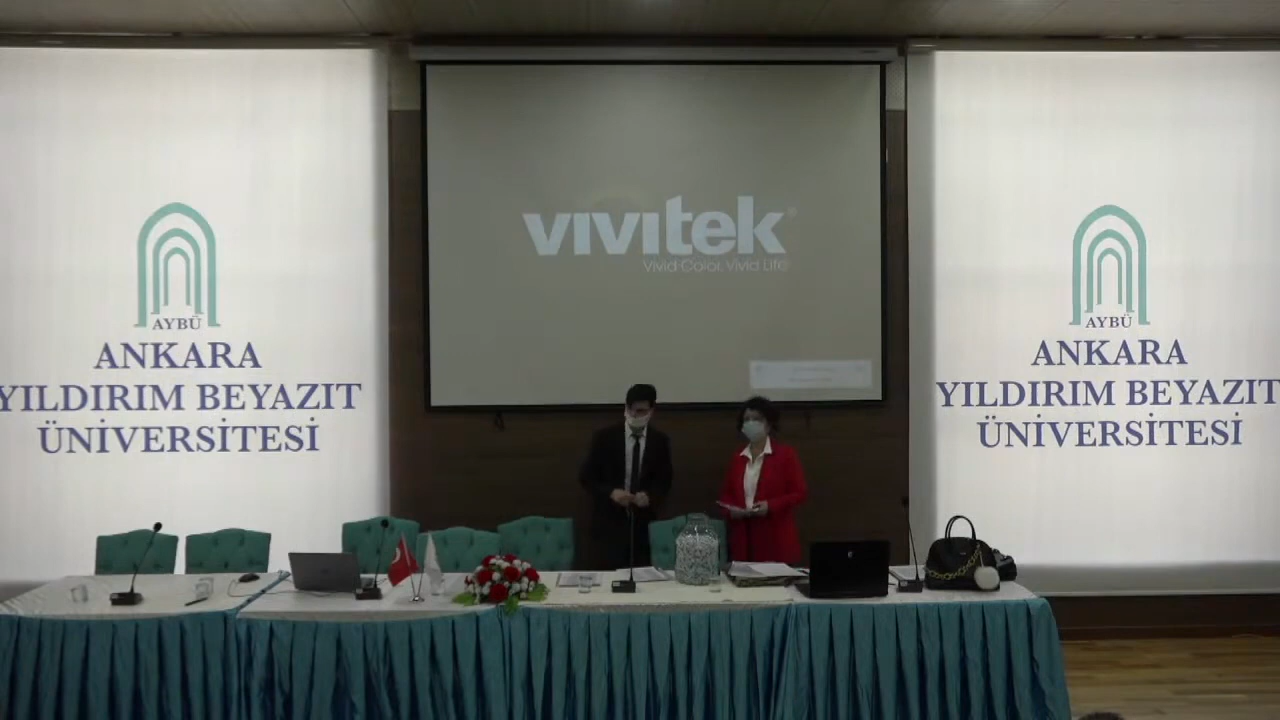 AYBÜ
ANKARA
YILDIRIM BEYAZIT
ÜNİVERSİTESİ
vivitek
Vivid Color, Vivid Life
AYBÜ
ANKARA
YILDIRIM BEYAZIT
ÜNİVERSİTESİ